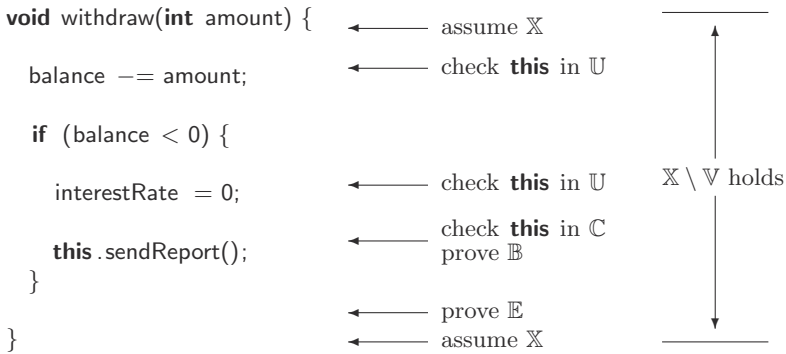 void withdraw(int amount) {
assume 𝕏
balance −= amount;
check this in 𝕌
if (balance < 0) {
interestRate = 0;
check this in 𝕌
𝕏 \ 𝕍 holds
this.sendReport();
check this in ℂ
prove 𝔹
}
prove 𝔼
}
assume 𝕏